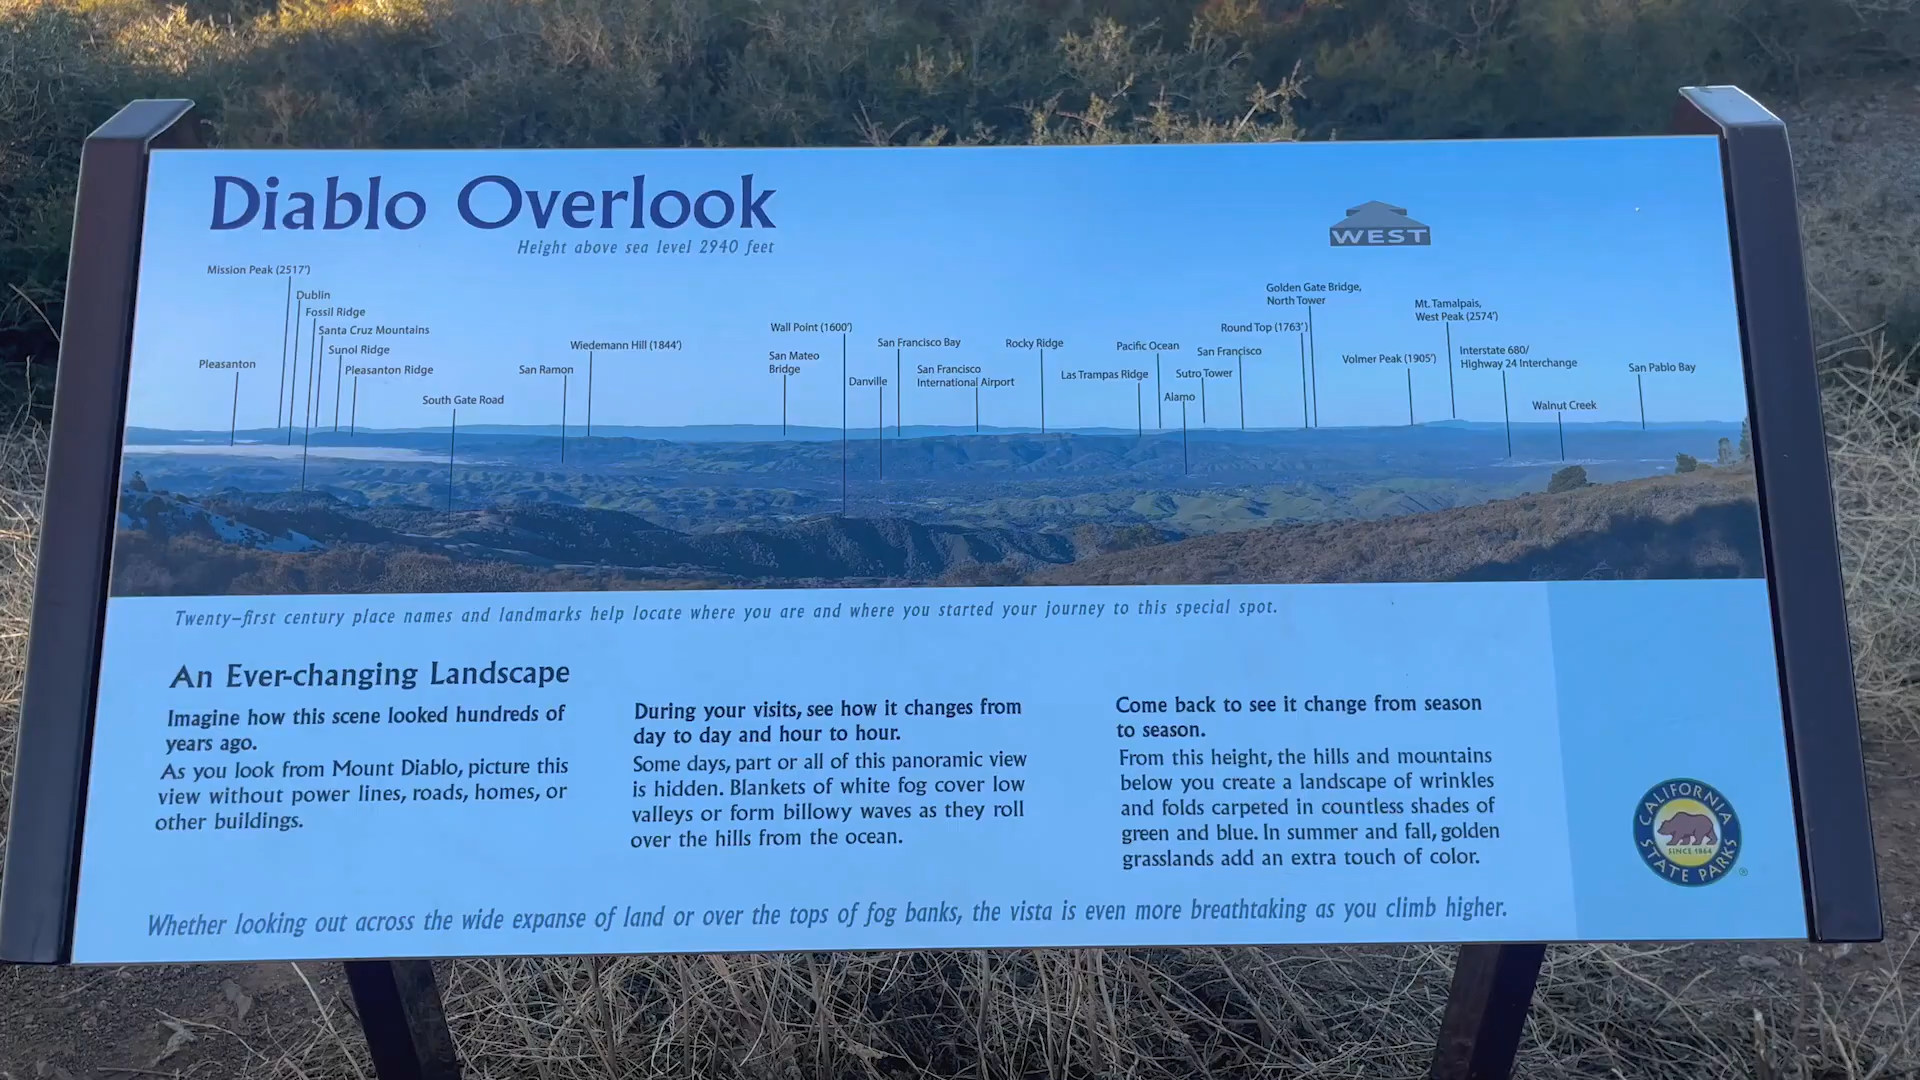 Diablo Overlook
Height above sea level 2940 feet
WEST
Mission Peak (2517')
Dublin
Fossil Ridge
Santa Cruz Mountains
Sunol Ridge
Pleasanton
Pleasanton Ridge
South Gate Road
San Ramon
Wiedemann Hill (1844')
San Mateo
Bridge
Wall Point (1600')
Danville
San Francisco Bay
San Francisco
International Airport
Rocky Ridge
Las Trampas Ridge
Pacific Ocean
Alamo
Sutro Tower
San Francisco
Round Top (1763')
Golden Gate Bridge,
North Tower
Volmer Peak (1905')
Mt. Tamalpais,
West Peak (2574')
Interstate 680/
Highway 24 Interchange
Walnut Creek
San Pablo Bay
Twenty-first century place names and landmarks help locate where you are and where you started your journey to this special spot.
An Ever-changing Landscape
Imagine how this scene looked hundreds of
years ago.
As you look from Mount Diablo, picture this
view without power lines, roads, homes, or
other buildings.
During your visits, see how it changes from
day to day and hour to hour.
Some days, part or all of this panoramic view
is hidden. Blankets of white fog cover low
valleys or form billowy waves as they roll
over the hills from the ocean.
Come back to see it change from season
to season.
From this height, the hills and mountains
below you create a landscape of wrinkles
and folds carpeted in countless shades of
green and blue. In summer and fall, golden
grasslands add an extra touch of color.
CALIFORNIA
SINCE 1864
STATE PARKS
®
Whether looking out across the wide expanse of land or over the tops of fog banks, the vista is even more breathtaking as you climb higher.